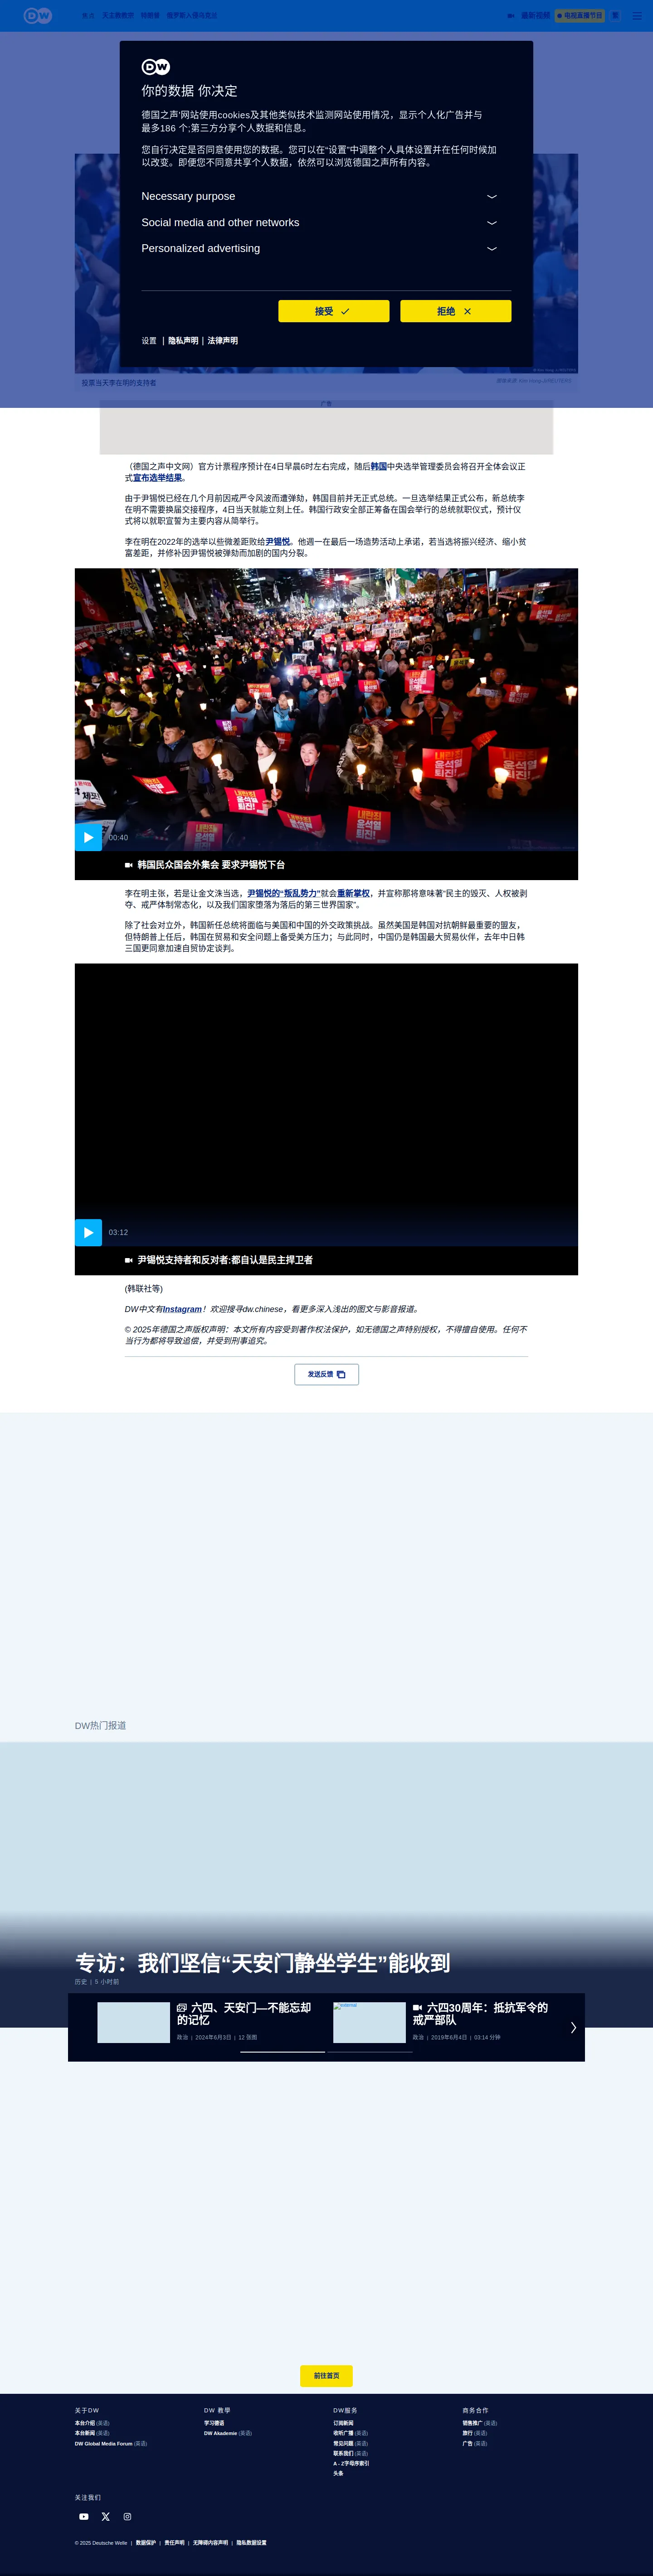 DW
你的数据 你决定
德国之声'网站使用cookies及其他类似技术监测网站使用情况，显示个人化广告并与
最多186 个;第三方分享个人数据和信息。
您自行决定是否同意使用您的数据。您可以在“设置”中调整个人具体设置并在任何时候加
以改变。即便您不同意共享个人数据，依然可以浏览德国之声所有内容。
Necessary purpose
Social media and other networks
Personalized advertising
接受
拒绝
设置 | 隐私声明 | 法律声明
投票当天李在明的支持者
广告
（德国之声中文网）官方计票程序预计在4日早晨6时左右完成，随后韩国中央选举管理委员会将召开全体会议正
式宣布选举结果。
由于尹锡悦已经在几个月前因戒严令风波而遭弹劾，韩国目前并无正式总统。一旦选举结果正式公布，新总统李
在明不需要换届交接程序，4日当天就能立刻上任。韩国行政安全部正筹备在国会举行的总统就职仪式，预计仪
式将以就职宣誓为主要内容从简举行。
李在明在2022年的选举以些微差距败给尹锡悦。他週一在最后一场造势活动上承诺，若当选将振兴经济、缩小贫
富差距，并修补因尹锡悦被弹劾而加剧的国内分裂。
내란죄
윤석열
퇴진!
00:40
韩国民众国会外集会 要求尹锡悦下台
李在明主张，若是让金文洙当选，尹锡悦的“叛乱势力”就会重新掌权，并宣称那将意味著“民主的毁灭、人权被剥
夺、戒严体制常态化，以及我们国家堕落为落后的第三世界国家”。
除了社会对立外，韩国新任总统将面临与美国和中国的外交政策挑战。虽然美国是韩国对抗朝鲜最重要的盟友，
但特朗普上任后，韩国在贸易和安全问题上备受美方压力；与此同时，中国仍是韩国最大贸易伙伴，去年中日韩
三国更同意加速自贸协定谈判。
03:12
尹锡悦支持者和反对者:都自认是民主捍卫者
(韩联社等)
DW中文有Instagram！欢迎搜寻dw.chinese，看更多深入浅出的图文与影音报道。
© 2025年德国之声版权声明：本文所有内容受到著作权法保护，如无德国之声特别授权，不得擅自使用。任何不
当行为都将导致追偿，并受到刑事追究。
发送反馈
DW热门报道
专访：我们坚信“天安门静坐学生”能收到
历史 | 5 小时前
六四、天安门—不能忘却
的记忆
政治 | 2024年6月3日 | 12 张图
六四30周年：抵抗军令的
戒严部队
政治 | 2019年6月4日 | 03:14 分钟
前往首页
关于DW
本台介绍 (英语)
本台新闻 (英语)
DW Global Media Forum (英语)
DW 教學
学习德语
DW Akademie (英语)
DW服务
订阅新闻
收听广播 (英语)
常见问题 (英语)
联系我们 (英语)
A - Z字母序索引
头条
商务合作
销售推广 (英语)
旅行 (英语)
广告 (英语)
关注我们
© 2025 Deutsche Welle | 数据保护 | 责任声明 | 无障碍内容声明 | 隐私数据设置